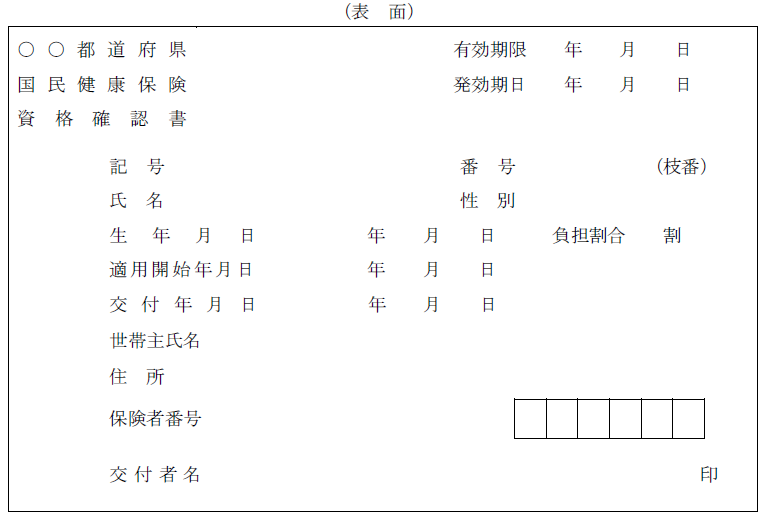 （表　面）
○○都道府県　有効期限　年　月　日
国民健康保険　発効期日　年　月　日
資格確認書
記号　番号　（枝番）
氏名　性別
生年月日　年　月　日　負担割合　割
適用開始年月日　年　月　日
交付年月日　年　月　日
世帯主氏名
住所
保険者番号
交付者名　印